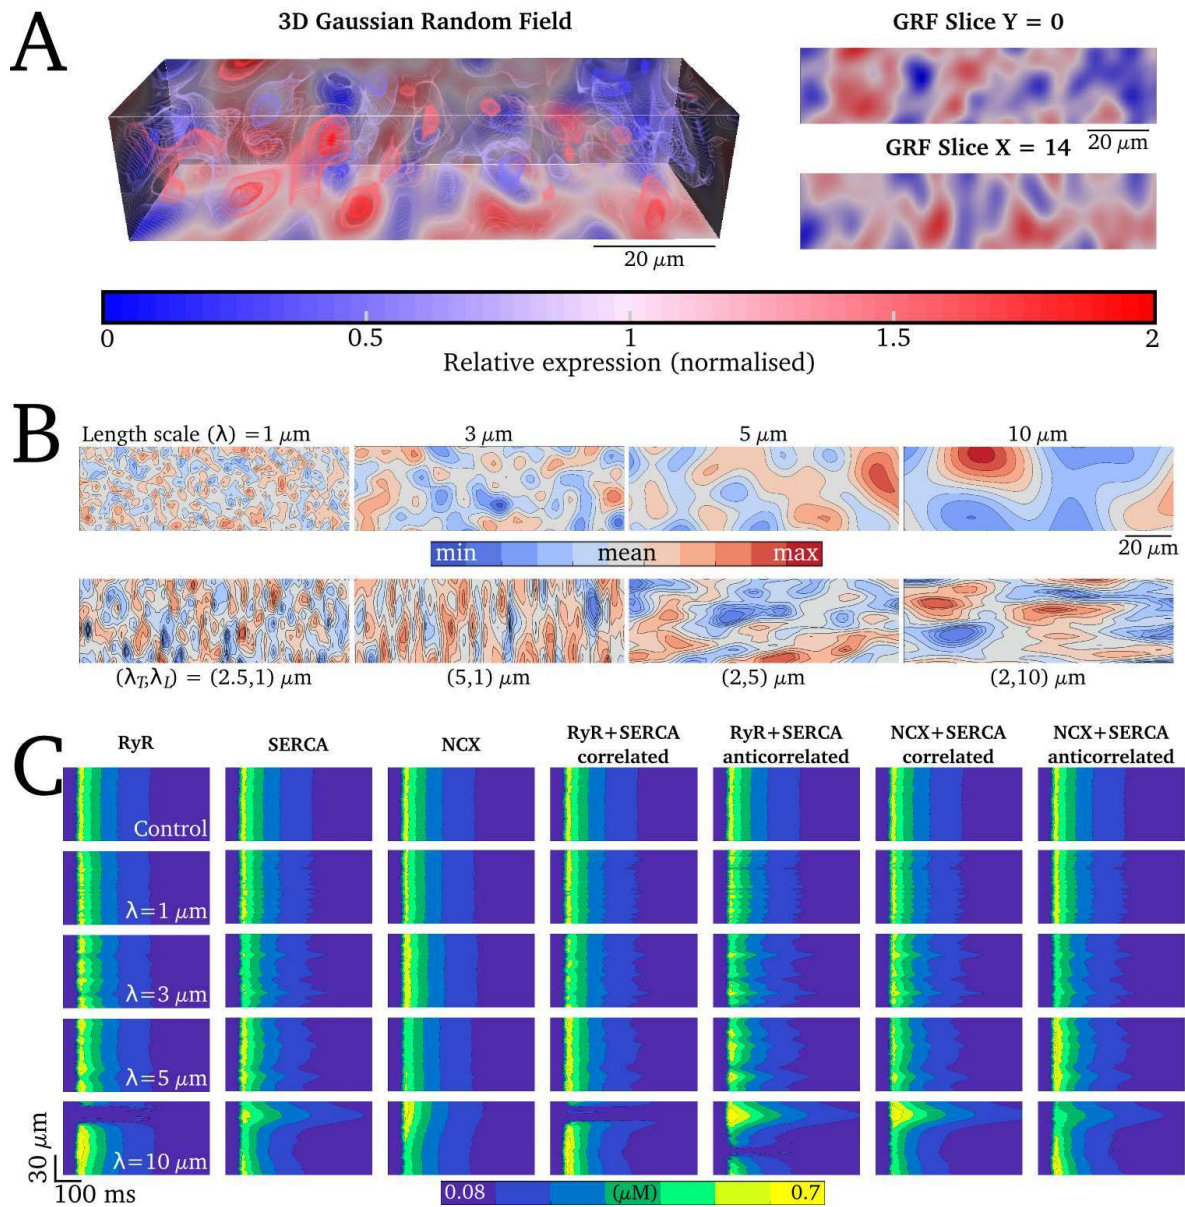 A
3D Gaussian Random Field
20 μm
GRF Slice Y = 0
20 μm
GRF Slice X = 14
0 0.5 1 1.5 2
Relative expression (normalised)
B
Length scale (λ) = 1 μm 3 μm 5 μm 10 μm
min mean max
20 μm
(λT,λL) = (2.5,1) μm (5,1) μm (2,5) μm (2,10) μm
C
RyR SERCA NCX RyR+SERCA correlated RyR+SERCA anticorrelated NCX+SERCA correlated NCX+SERCA anticorrelated
Control
λ=1 μm
λ=3 μm
λ=5 μm
λ=10 μm
30 μm
100 ms
0.08 (μM) 0.7